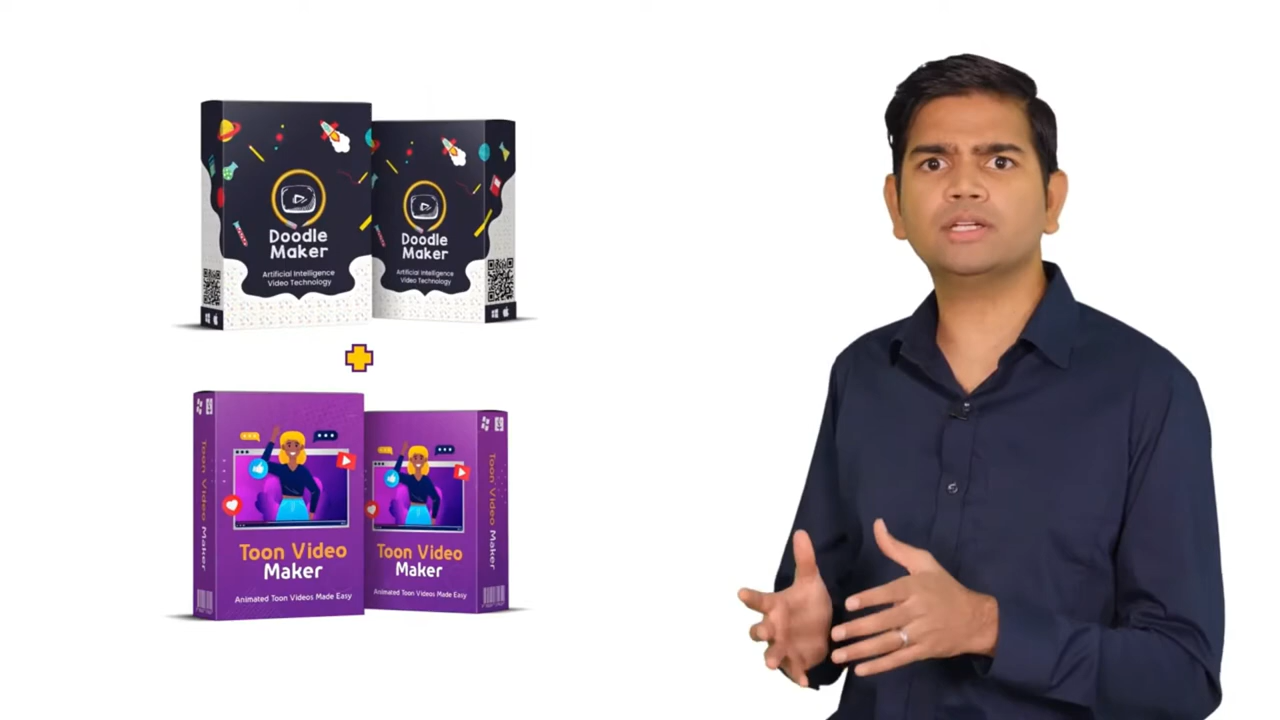 Doodle
Maker
Artificial Intelligence
Video Technology
Doodle
Maker
Artificial Intelligence
Video Technology
Toon Video Maker
Toon Video
Maker
Animated Toon Videos Made Easy
Toon Video
Maker
Animated Toon Videos Made Easy
Toon Video Maker